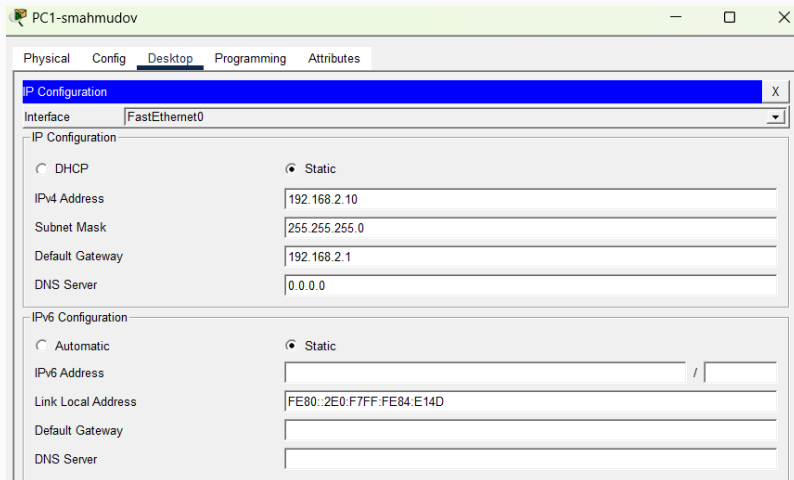 PC1-smahmudov
Physical Config Desktop Programming Attributes
IP Configuration X
Interface FastEthernet0
IP Configuration
DHCP Static
IPv4 Address 192.168.2.10
Subnet Mask 255.255.255.0
Default Gateway 192.168.2.1
DNS Server 0.0.0.0
IPv6 Configuration
Automatic Static
IPv6 Address /
Link Local Address FE80::2E0:F7FF:FE84:E14D
Default Gateway
DNS Server